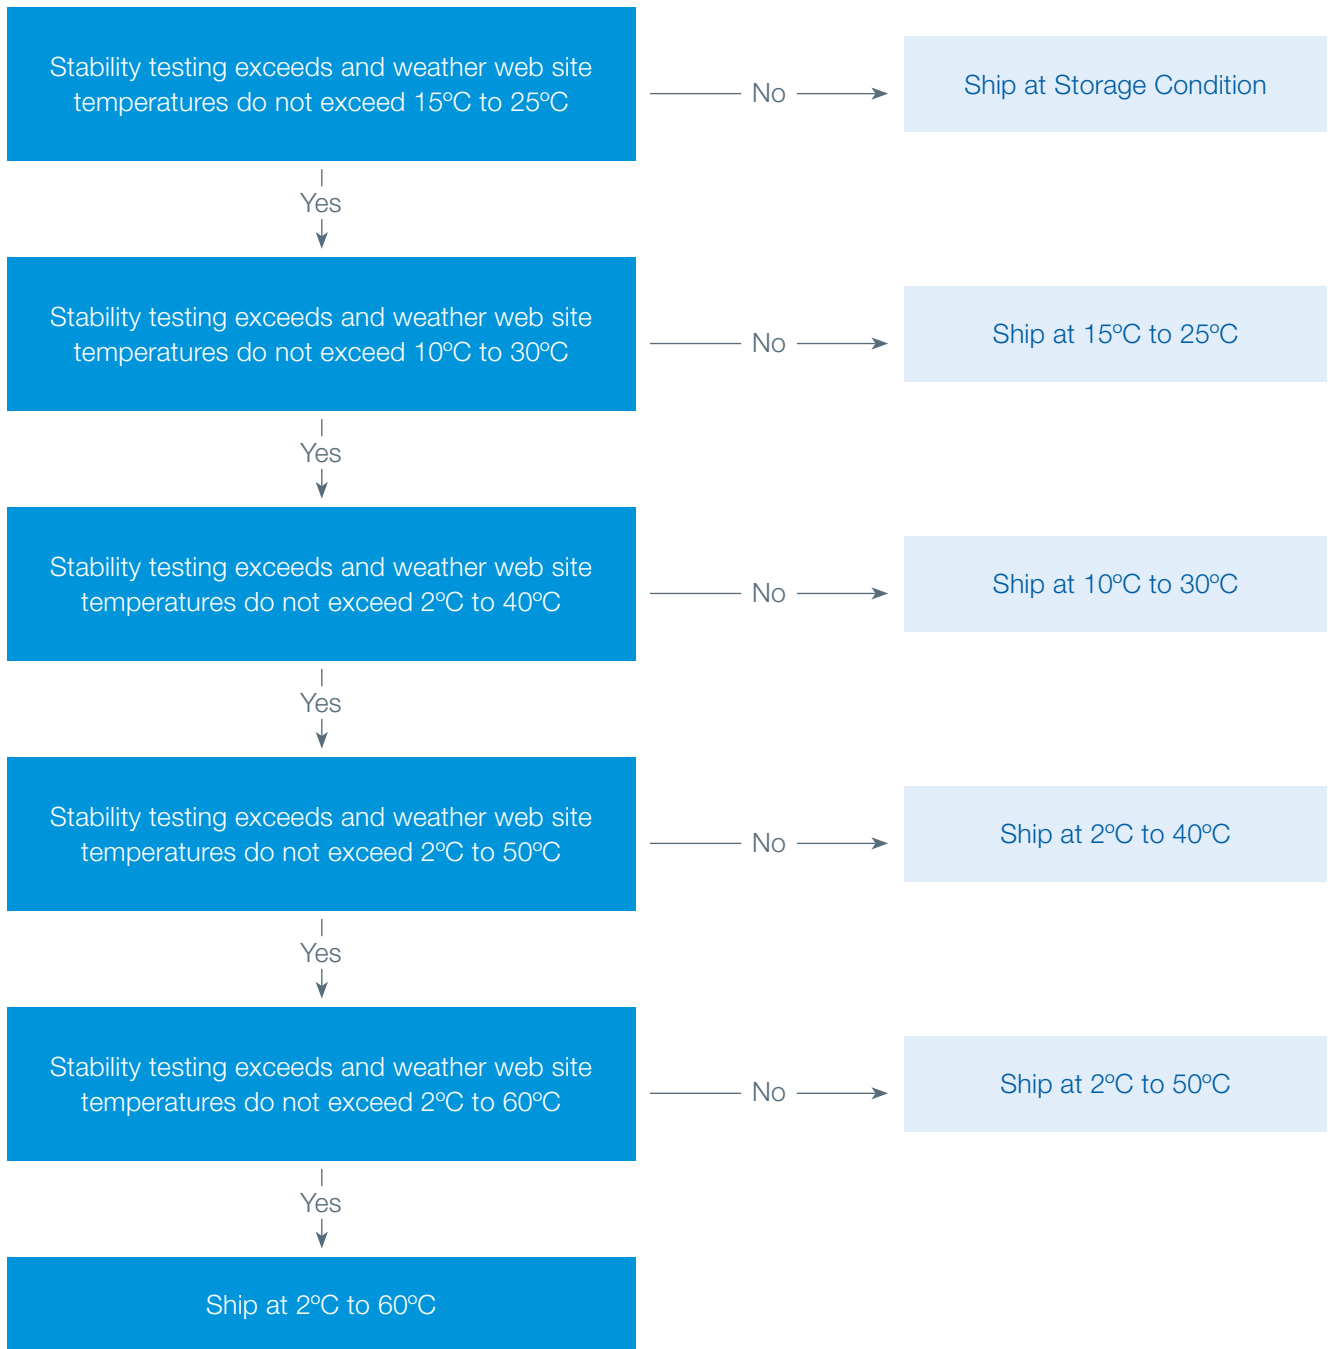 Stability testing exceeds and weather web site
temperatures do not exceed 15ºC to 25ºC
No
Ship at Storage Condition
Yes
Stability testing exceeds and weather web site
temperatures do not exceed 10ºC to 30ºC
No
Ship at 15ºC to 25ºC
Yes
Stability testing exceeds and weather web site
temperatures do not exceed 2ºC to 40ºC
No
Ship at 10ºC to 30ºC
Yes
Stability testing exceeds and weather web site
temperatures do not exceed 2ºC to 50ºC
No
Ship at 2ºC to 40ºC
Yes
Stability testing exceeds and weather web site
temperatures do not exceed 2ºC to 60ºC
No
Ship at 2ºC to 50ºC
Yes
Ship at 2ºC to 60ºC